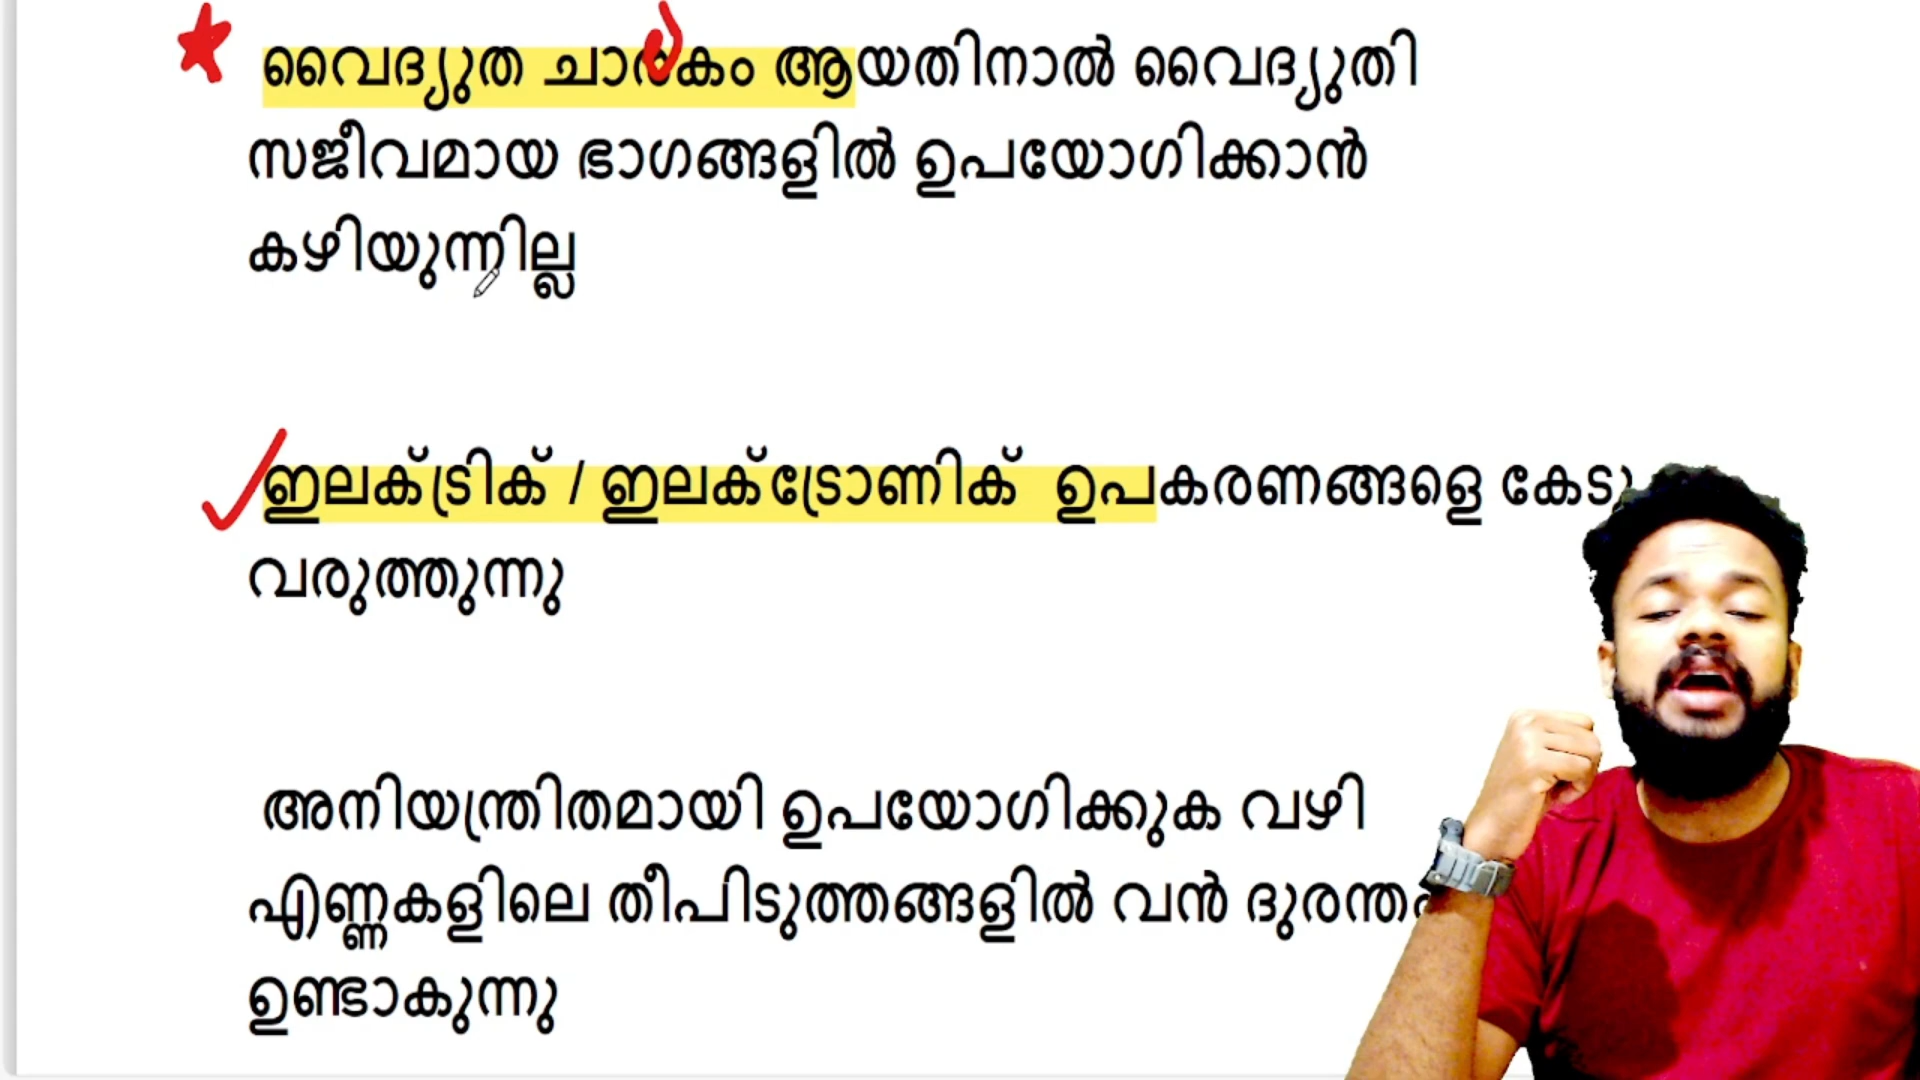 വൈദ്യുത ചാലകം ആയതിനാൽ വൈദ്യുതി
സജീവമായ ഭാഗങ്ങളിൽ ഉപയോഗിക്കാൻ
കഴിയുന്നില്ല
ഇലക്ട്രിക് / ഇലക്ട്രോണിക് ഉപകരണങ്ങളെ കേടു
വരുത്തുന്നു
അനിയന്ത്രിതമായി ഉപയോഗിക്കുക വഴി
എണ്ണകളിലെ തീപിടുത്തങ്ങളിൽ വൻ
ഉണ്ടാകുന്നു